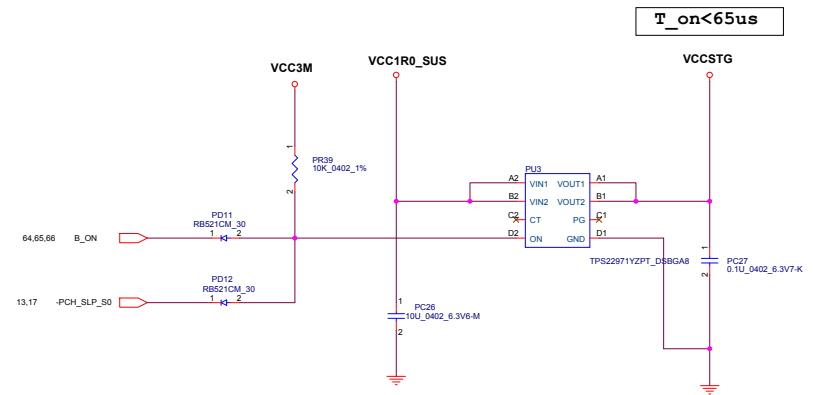 T_on<65us
VCC3M
VCC1R0_SUS
VCCSTG
1
PR39
10K_0402_1%
2
PU3
A2 VIN1 VOUT1 A1
B2 VIN2 VOUT2 B1
C2 CT PG C1
D2 ON GND D1
TPS22971YZPT_DSBGA8
PD11
RB521CM_30
64,65,66 B_ON 1 2
PD12
RB521CM_30
13,17 -PCH_SLP_S0 1 2
1
PC26
10U_0402_6.3V6-M
2
1
PC27
0.1U_0402_6.3V7-K
2